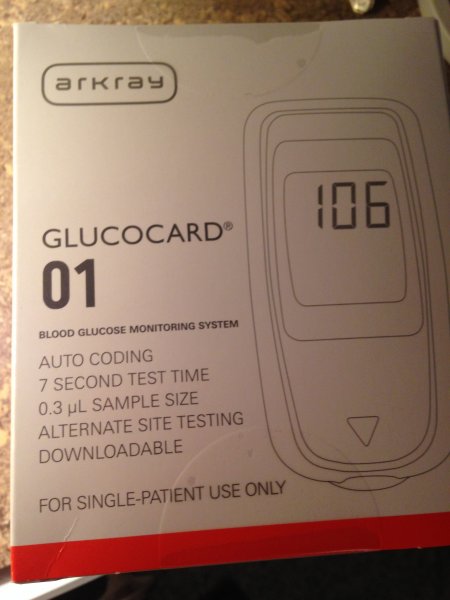 arkray
106
GLUCOCARD®
01
BLOOD GLUCOSE MONITORING SYSTEM
AUTO CODING
7 SECOND TEST TIME
0.3 µL SAMPLE SIZE
ALTERNATE SITE TESTING
DOWNLOADABLE
FOR SINGLE-PATIENT USE ONLY